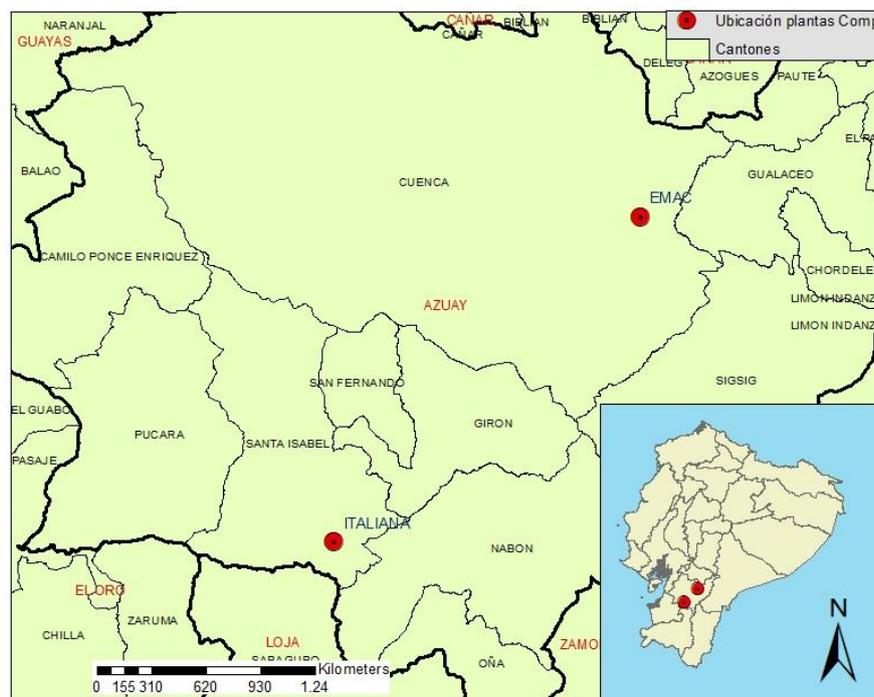 NARANJAL
GUAYAS
CAÑAR
CAÑAR
BIBLIAN
BIBLIAN
Ubicación plantas Comp
Cantones
DELEG
AZOGUES
PAUTE
BALAO
CUENCA
EMAC
GUALACEO
CAMILO PONCE ENRIQUEZ
CHORDELE
LIMON INDANZ
AZUAY
LIMON INDANZ
SAN FERNANDO
SIGSIG
EL GUABO
PUCARA
SANTA ISABEL
GIRON
PASAJE
ITALIANA
NABON
EL ORO
ZARUMA
CHILLA
LOJA
ZAMO
SARAGURO
OÑA
N
Kilometers
0 155 310 620 930 1.24